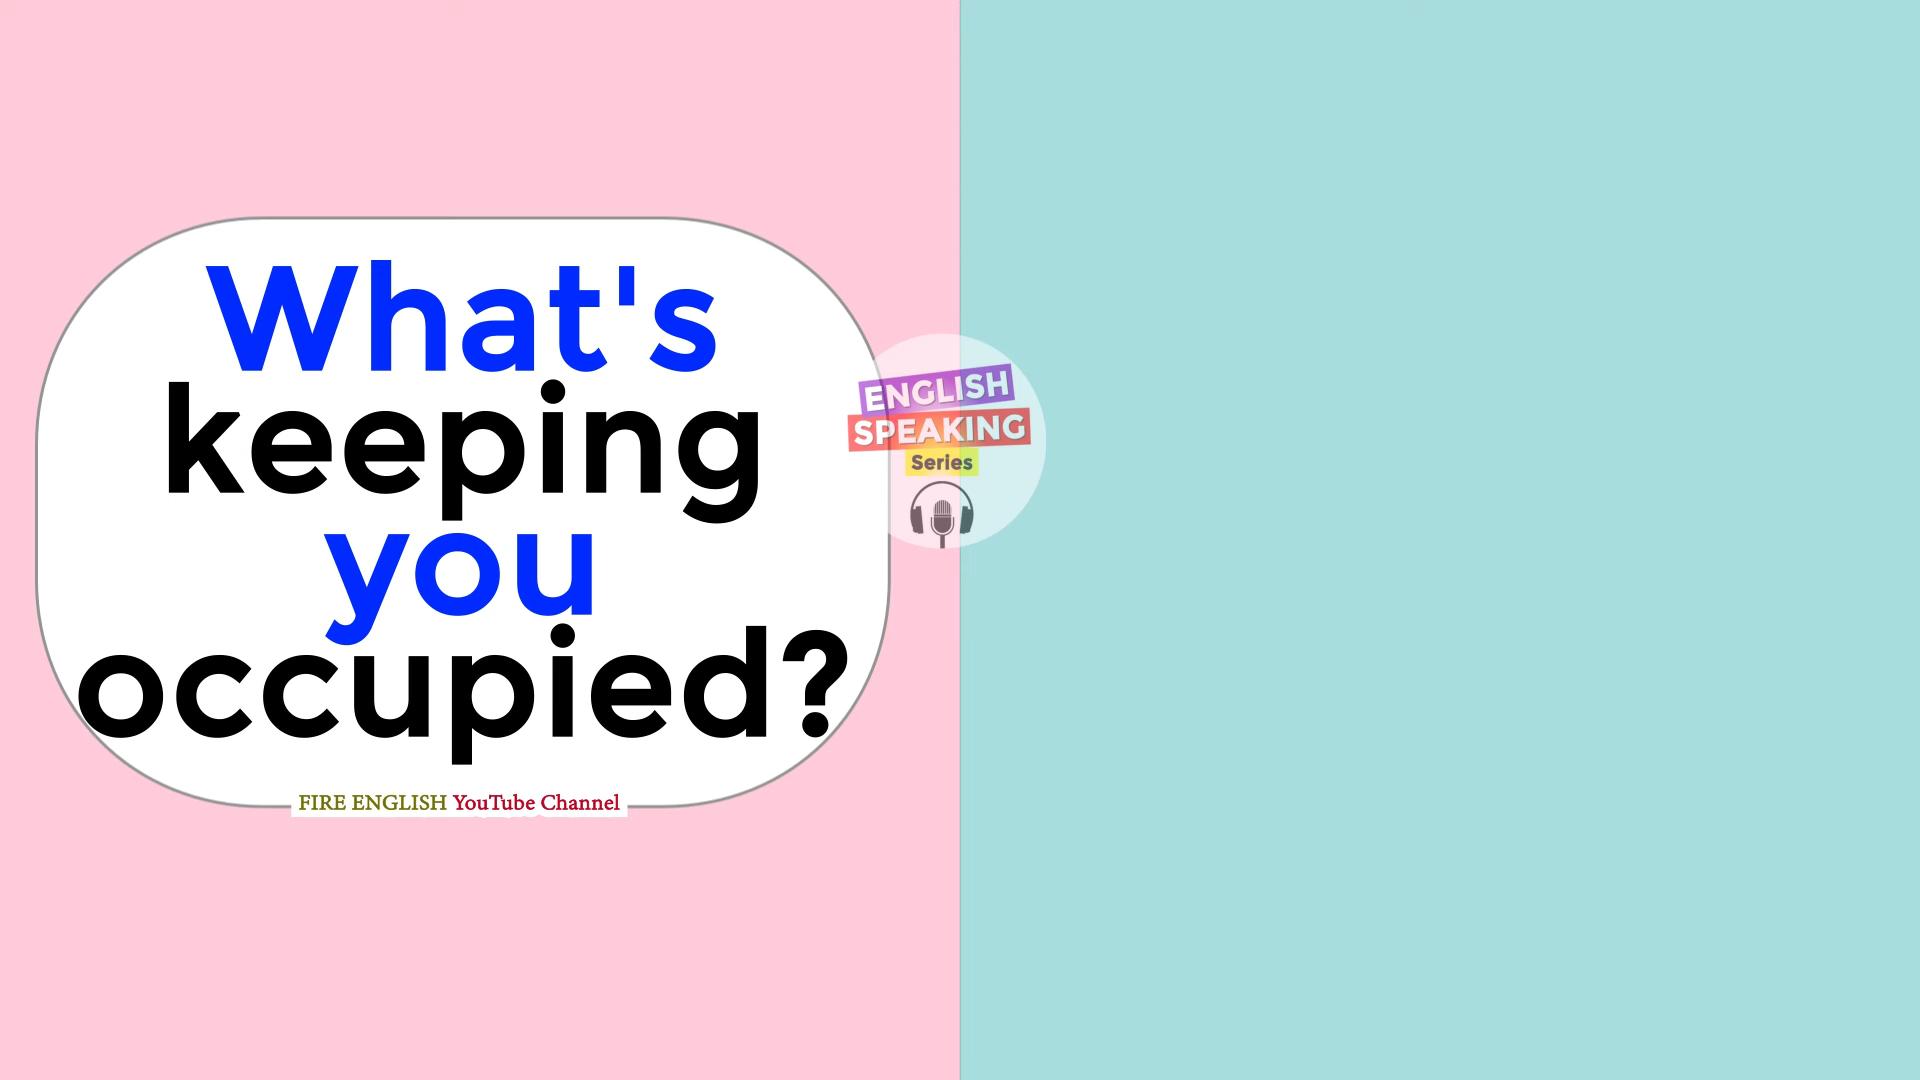 What's
keeping
you
occupied?
ENGLISH
SPEAKING
Series
FIRE ENGLISH YouTube Channel